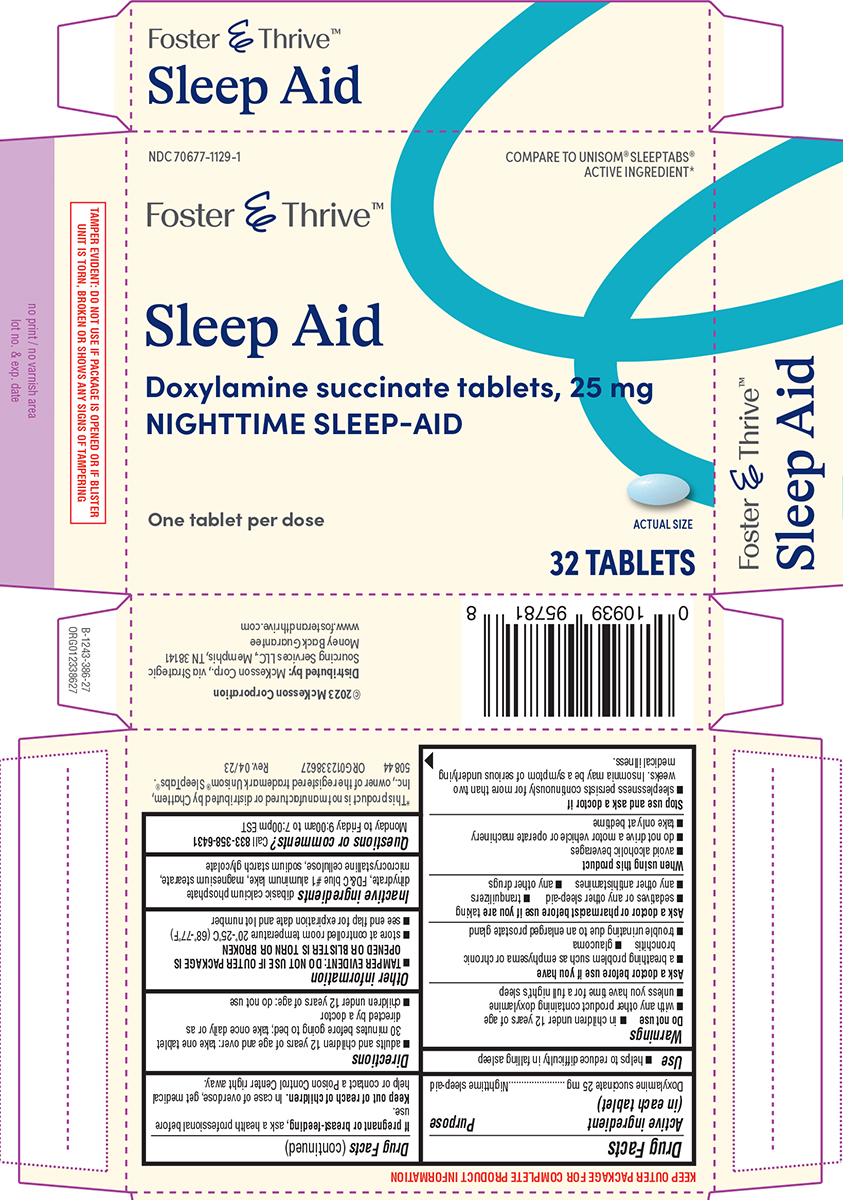 Foster & Thrive™
Sleep Aid
NDC 70677-1129-1
COMPARE TO UNISOM® SLEEPTABS®
ACTIVE INGREDIENT*
Foster & Thrive™
Sleep Aid
Doxylamine succinate tablets, 25 mg
NIGHTTIME SLEEP-AID
One tablet per dose
ACTUAL SIZE
32 TABLETS
TAMPER EVIDENT: DO NOT USE IF PACKAGE IS OPENED OR IF BLISTER
UNIT IS TORN, BROKEN OR SHOWS ANY SIGNS OF TAMPERING
no print / no varnish area
lot no. & exp. date
Foster & Thrive™
Sleep Aid
B-1243-386-27
ORG012338627
0 10939 95781 8
©2023 McKesson Corporation
Distributed by: McKesson Corp., via Strategic
Sourcing Services LLC., Memphis, TN 38141
Money Back Guarantee
www.fosterandthrive.com
KEEP OUTER PACKAGE FOR COMPLETE PRODUCT INFORMATION
Drug Facts
Active ingredient Purpose
(in each tablet)
Doxylamine succinate 25 mg......................Nighttime sleep-aid
Use ■ helps to reduce difficulty in falling asleep
Warnings
Do not use ■ in children under 12 years of age
■ with any other product containing doxylamine
■ unless you have time for a full night's sleep
Ask a doctor before use if you have
■ a breathing problem such as emphysema or chronic
bronchitis ■ glaucoma
■ trouble urinating due to an enlarged prostate gland
Ask a doctor or pharmacist before use if you are taking
■ sedatives or any other sleep-aid ■ tranquilizers
■ any other antihistamines ■ any other drugs
When using this product
■ avoid alcoholic beverages
■ do not drive a motor vehicle or operate machinery
■ take only at bedtime
Stop use and ask a doctor if
■ sleeplessness persists continuously for more than two
weeks. Insomnia may be a symptom of serious underlying
medical illness.
Drug Facts (continued)
If pregnant or breast-feeding, ask a health professional before
use.
Keep out of reach of children. In case of overdose, get medical
help or contact a Poison Control Center right away.
Directions
■ adults and children 12 years of age and over: take one tablet
30 minutes before going to bed; take once daily or as
directed by a doctor
■ children under 12 years of age: do not use
Other information
■ TAMPER EVIDENT: DO NOT USE IF OUTER PACKAGE IS
OPENED OR BLISTER IS TORN OR BROKEN
■ store at controlled room temperature 20°-25°C (68°-77°F)
■ see end flap for expiration date and lot number
Inactive ingredients dibasic calcium phosphate
dihydrate, FD&C blue #1 aluminum lake, magnesium stearate,
microcrystalline cellulose, sodium starch glycolate
Questions or comments? Call 833-358-6431
Monday to Friday 9:00am to 7:00pm EST
*This product is not manufactured or distributed by Chattem,
Inc., owner of the registered trademark Unisom® SleepTabs®.
50844 ORG012338627 Rev. 04/23